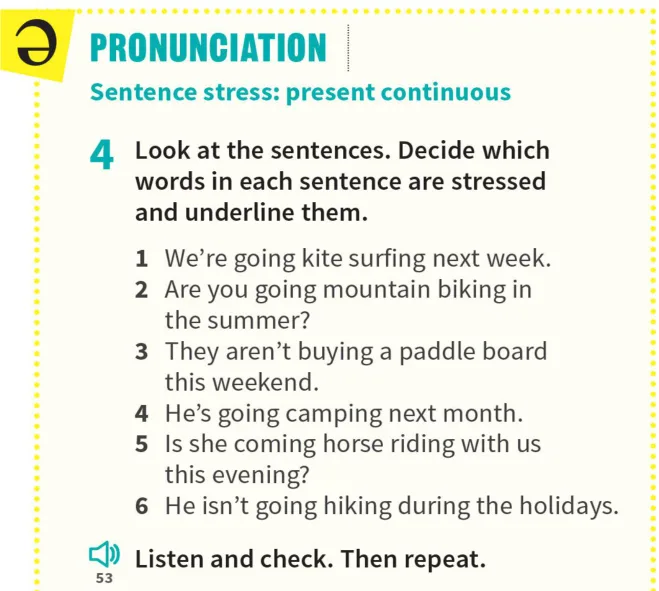 ə
PRONUNCIATION
Sentence stress: present continuous
4 Look at the sentences. Decide which
words in each sentence are stressed
and underline them.
1 We’re going kite surfing next week.
2 Are you going mountain biking in
the summer?
3 They aren’t buying a paddle board
this weekend.
4 He’s going camping next month.
5 Is she coming horse riding with us
this evening?
6 He isn’t going hiking during the holidays.
Listen and check. Then repeat.
53